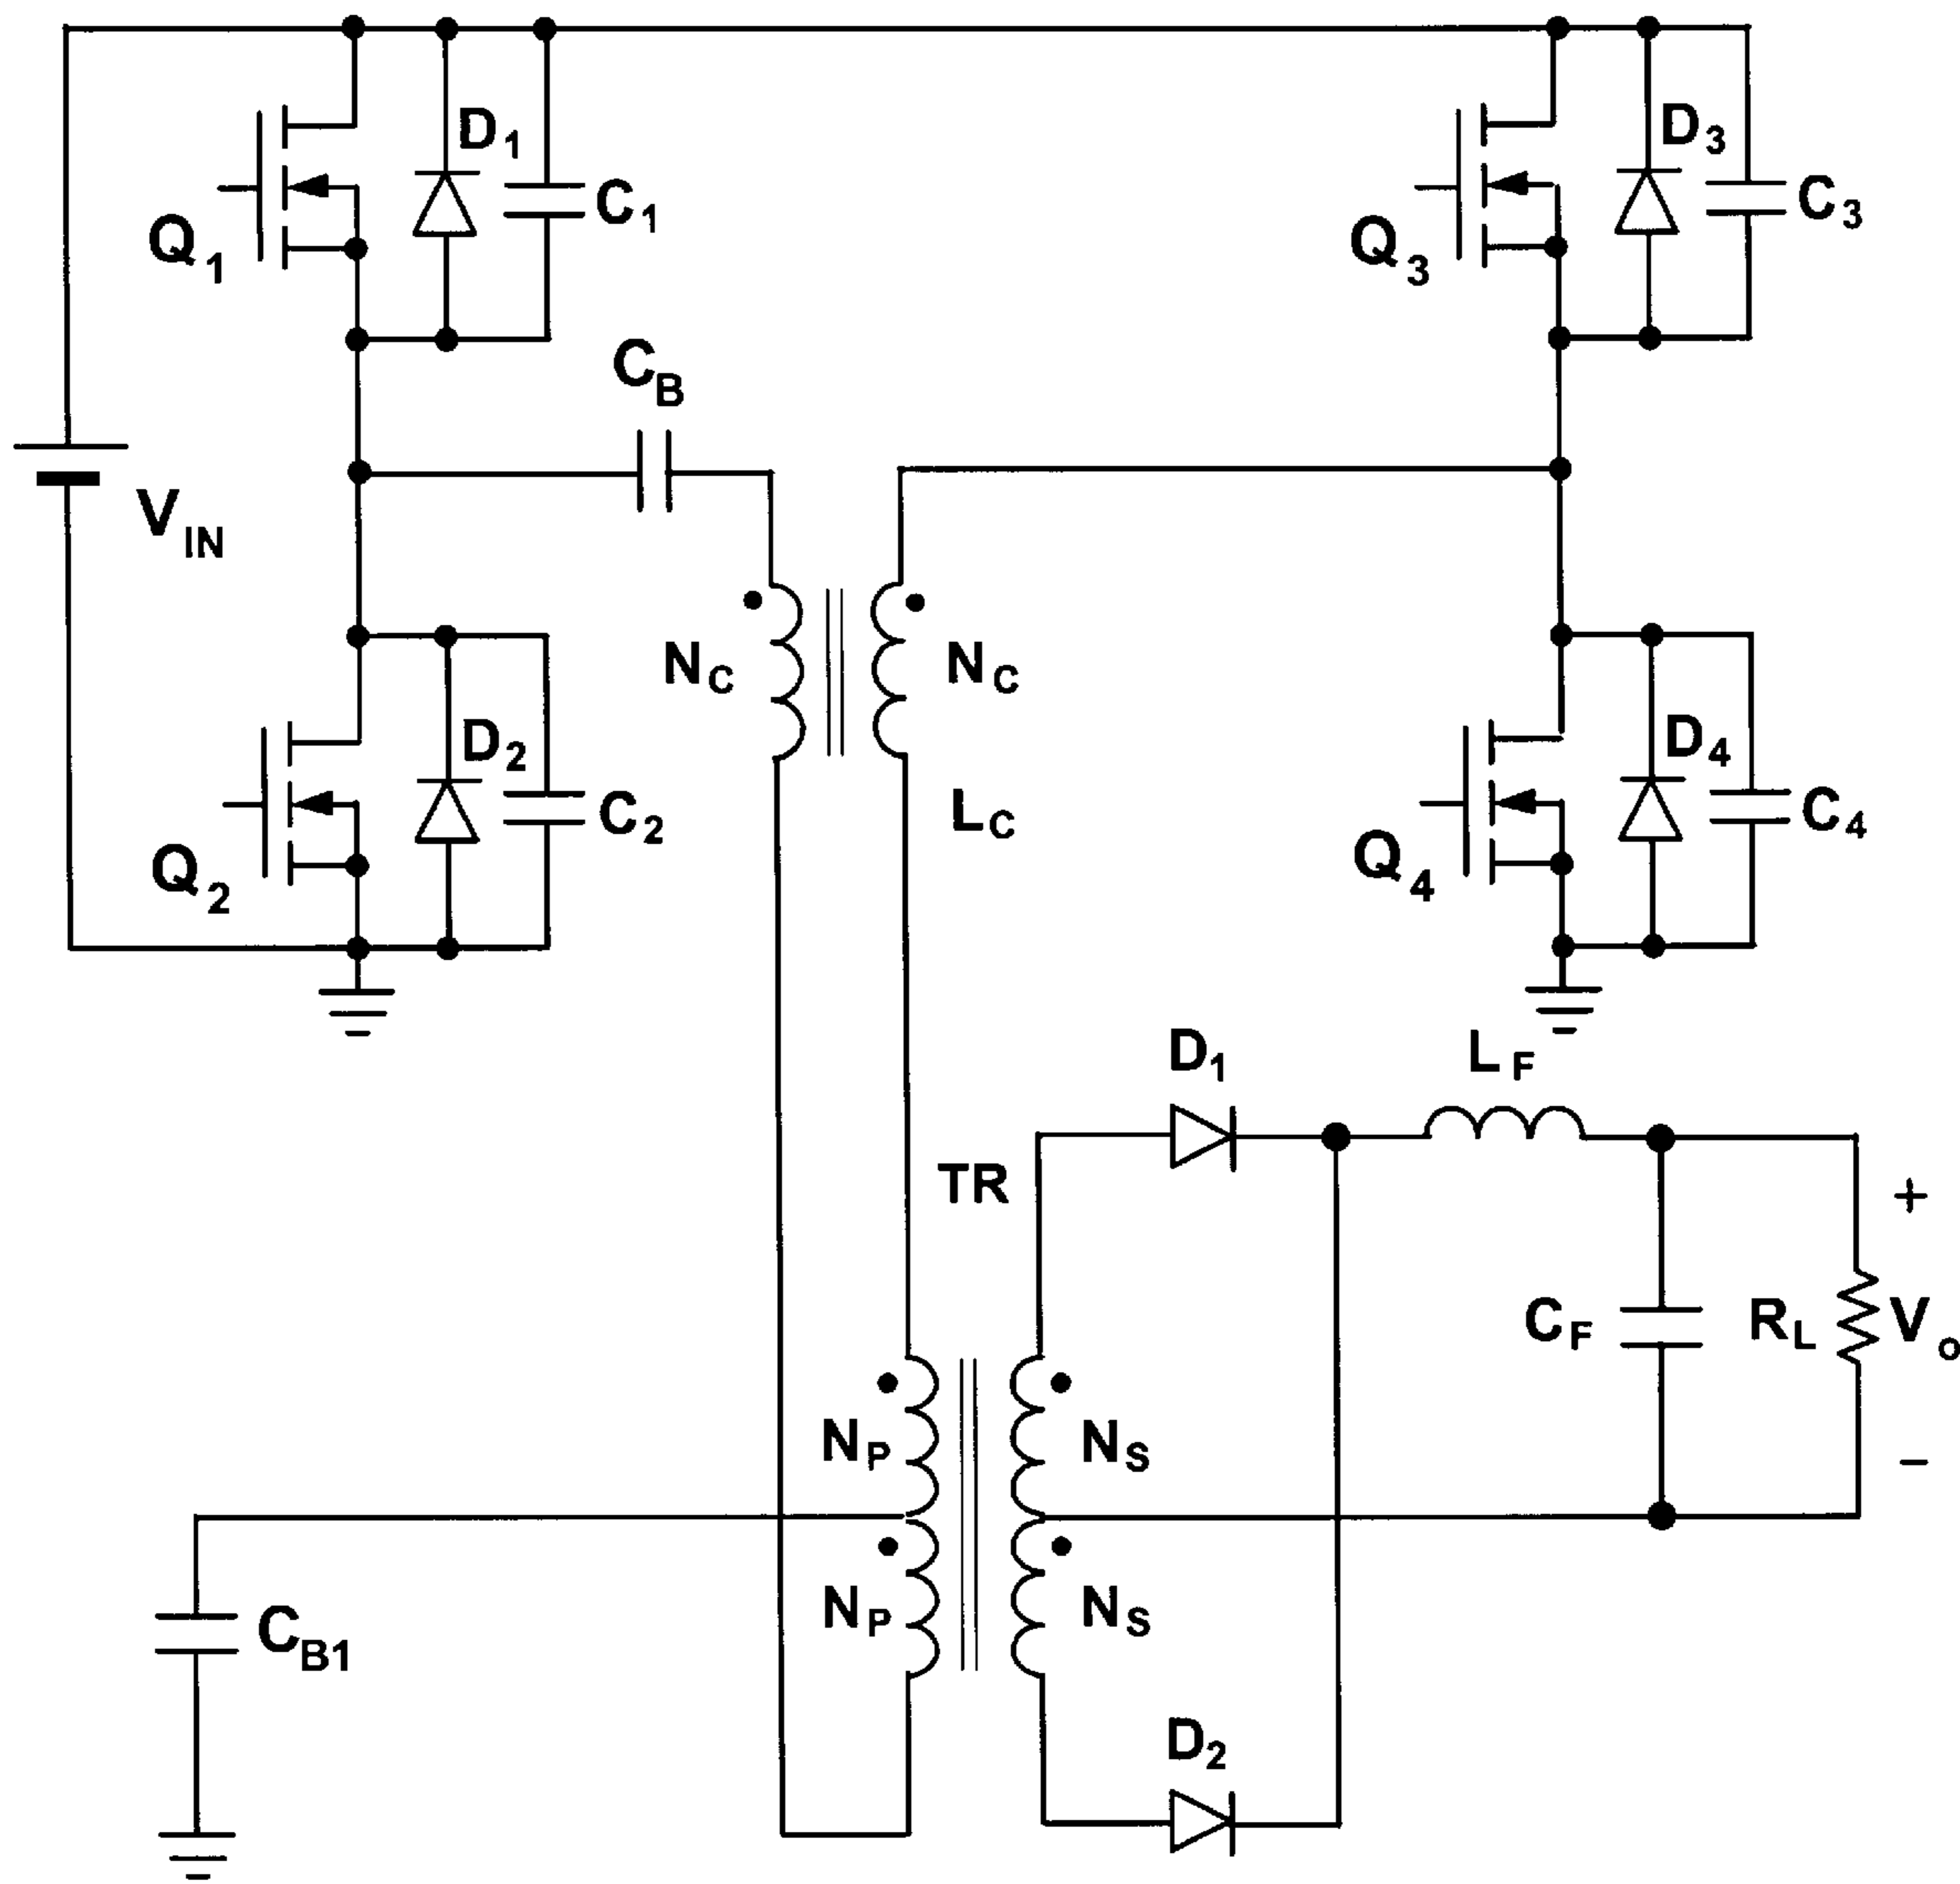 D1
C1
Q1
D3
C3
Q3
CB
VIN
NC
NC
LC
D2
C2
Q2
D4
C4
Q4
D1
LF
TR
+
CF
RL
Vo
NP
NS
−
NP
NS
CB1
D2